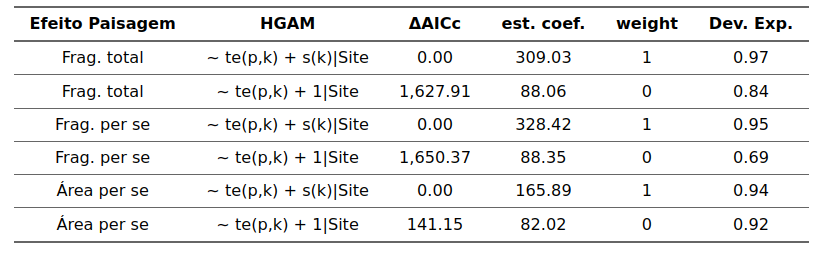 Efeito Paisagem HGAM ΔAICc est. coef. weight Dev. Exp.
Frag. total ~ te(p,k) + s(k)|Site 0.00 309.03 1 0.97
Frag. total ~ te(p,k) + 1|Site 1,627.91 88.06 0 0.84
Frag. per se ~ te(p,k) + s(k)|Site 0.00 328.42 1 0.95
Frag. per se ~ te(p,k) + 1|Site 1,650.37 88.35 0 0.69
Área per se ~ te(p,k) + s(k)|Site 0.00 165.89 1 0.94
Área per se ~ te(p,k) + 1|Site 141.15 82.02 0 0.92